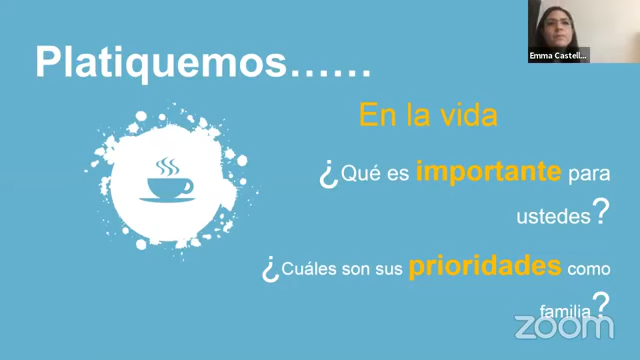 Platiquemos……
Emma Castell...
En la vida
¿Qué es importante para
ustedes?
¿Cuáles son sus prioridades como
familia?
zoom